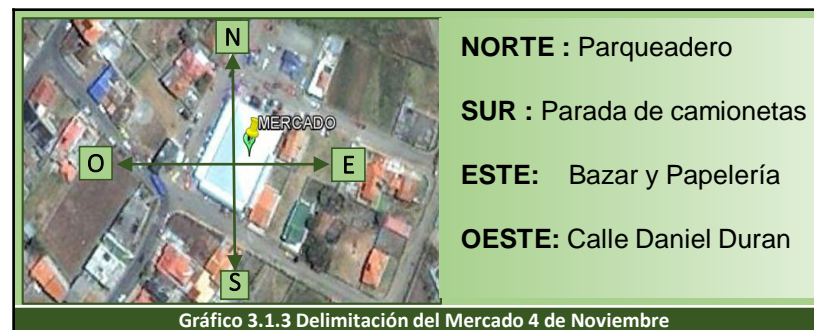 N
MERCADO
O
E
S
NORTE : Parqueadero
SUR : Parada de camionetas
ESTE: Bazar y Papelería
OESTE: Calle Daniel Duran
Gráfico 3.1.3 Delimitación del Mercado 4 de Noviembre